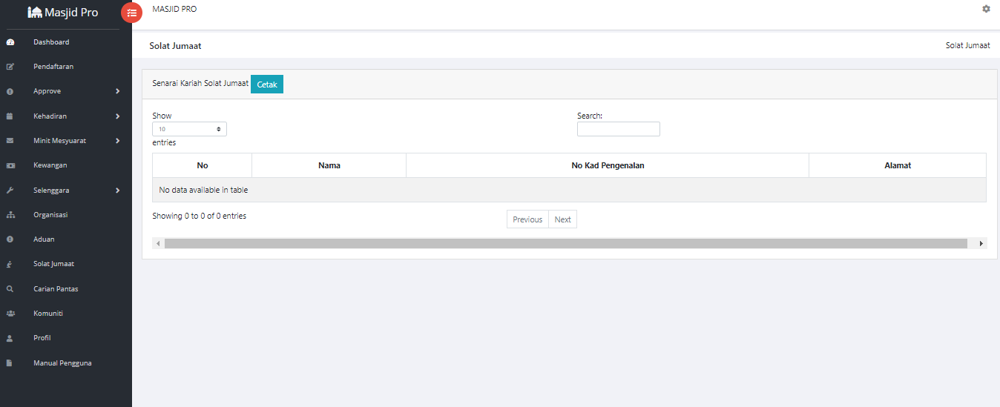 Masjid Pro
MASJID PRO
Dashboard
Pendaftaran
Approve
Kehadiran
Minit Mesyuarat
Kewangan
Selenggara
Organisasi
Aduan
Solat Jumaat
Carian Pantas
Komuniti
Profil
Manual Pengguna
Solat Jumaat
Solat Jumaat
Senarai Kariah Solat Jumaat Cetak
Show
10
entries
Search:
No Nama No Kad Pengenalan Alamat
No data available in table
Showing 0 to 0 of 0 entries
Previous Next